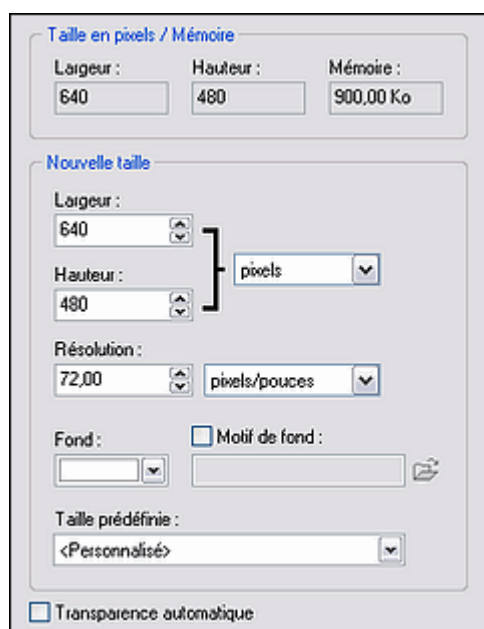 Taille en pixels / Mémoire
Largeur : Hauteur : Mémoire :
640 480 900,00 Ko
Nouvelle taille
Largeur :
640
pixels
Hauteur :
480
Résolution :
72,00 pixels/pouces
Fond : Motif de fond :
Taille prédéfinie :
<Personnalisé>
Transparence automatique